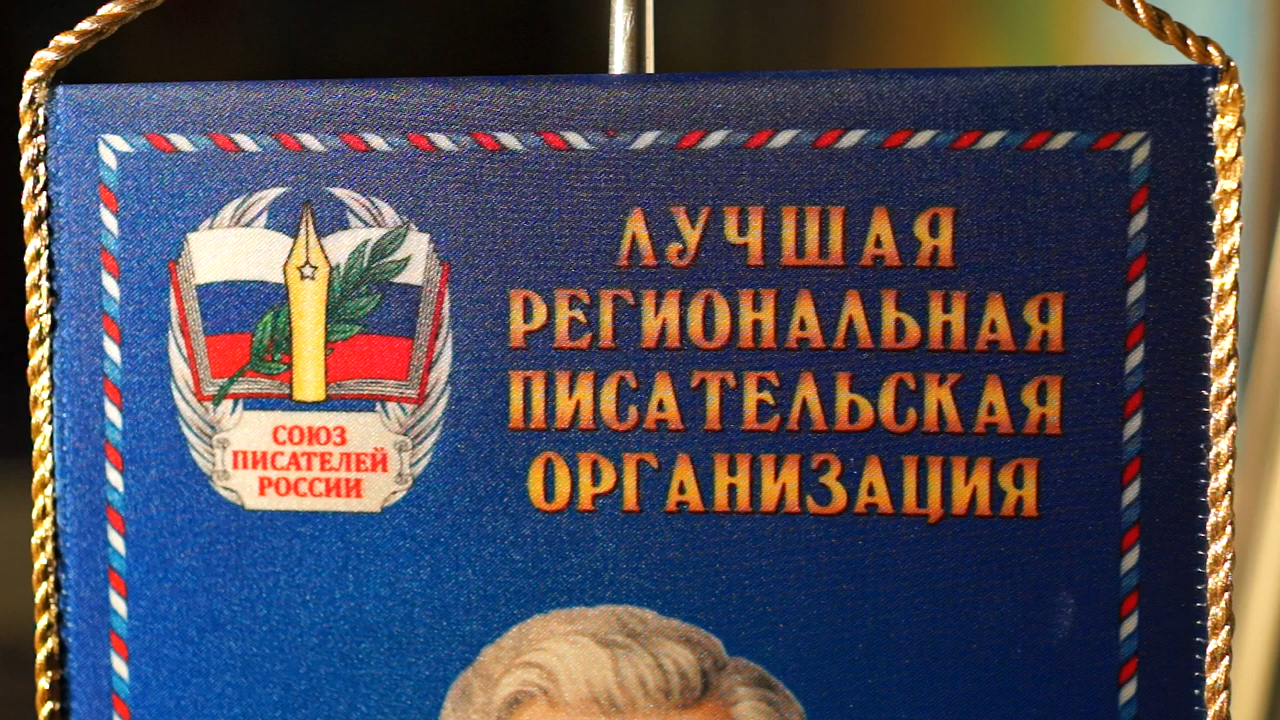 СОЮЗ
ПИСАТЕЛЕЙ
РОССИИ
ЛУЧШАЯ
РЕГИОНАЛЬНАЯ
ПИСАТЕЛЬСКАЯ
ОРГАНИЗАЦИЯ